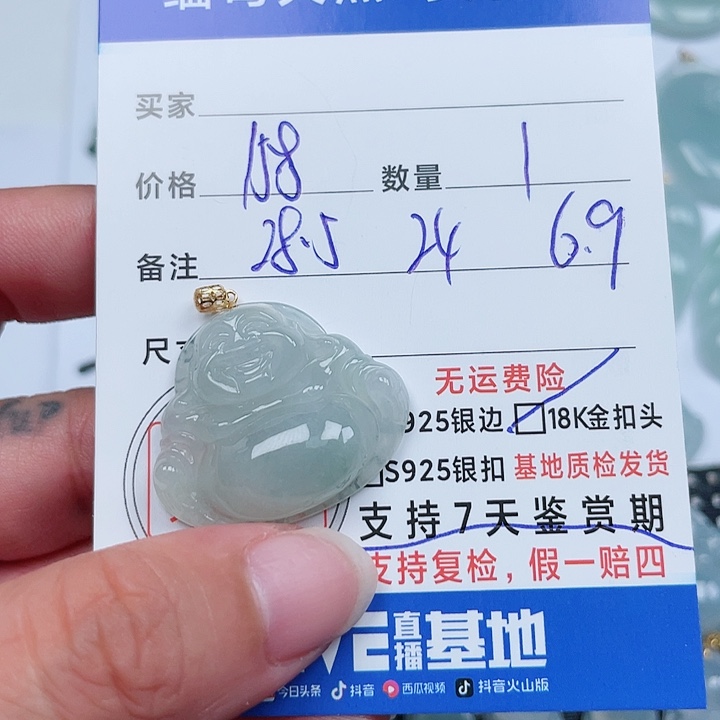 买家
价格 158 数量 1
备注 28.5 24 6.9
尺
无运费险
925银边 18K金扣头
S925银扣 基地质检发货
支持7天鉴赏期
支持复检，假一赔四
直播基地
今日头条 抖音 西瓜视频 抖音火山版